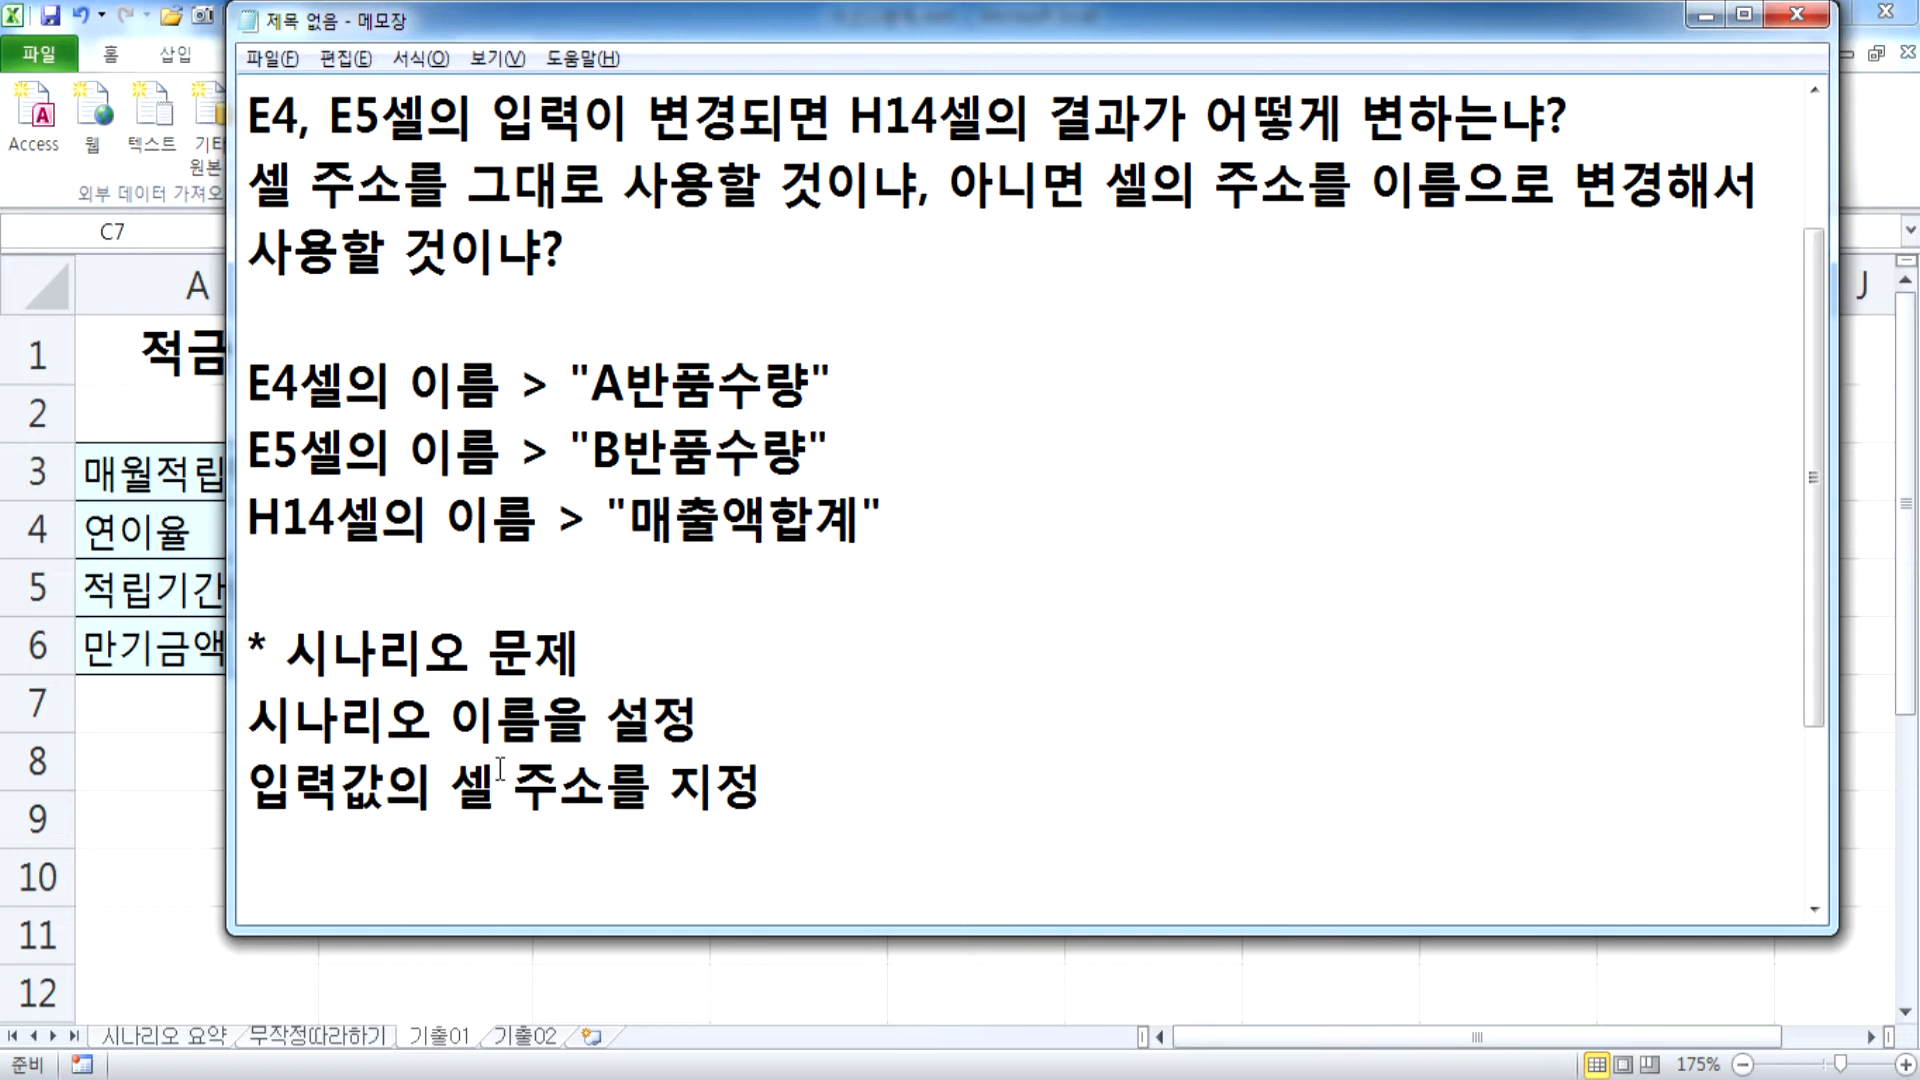 제목 없음 - 메모장
파일 홈 삽입
파일(F) 편집(E) 서식(O) 보기(V) 도움말(H)
Access 웹 텍스트 기타
원본
외부 데이터 가져오
C7
A J
E4, E5셀의 입력이 변경되면 H14셀의 결과가 어떻게 변하는냐?
셀 주소를 그대로 사용할 것이냐, 아니면 셀의 주소를 이름으로 변경해서
사용할 것이냐?
E4셀의 이름 > "A반품수량"
E5셀의 이름 > "B반품수량"
H14셀의 이름 > "매출액합계"
* 시나리오 문제
시나리오 이름을 설정
입력값의 셀 주소를 지정
1 적금
2
3 매월적립
4 연이율
5 적립기간
6 만기금액
7
8
9
10
11
12
시나리오 요약 무작정따라하기 기출01 기출02
준비 175%